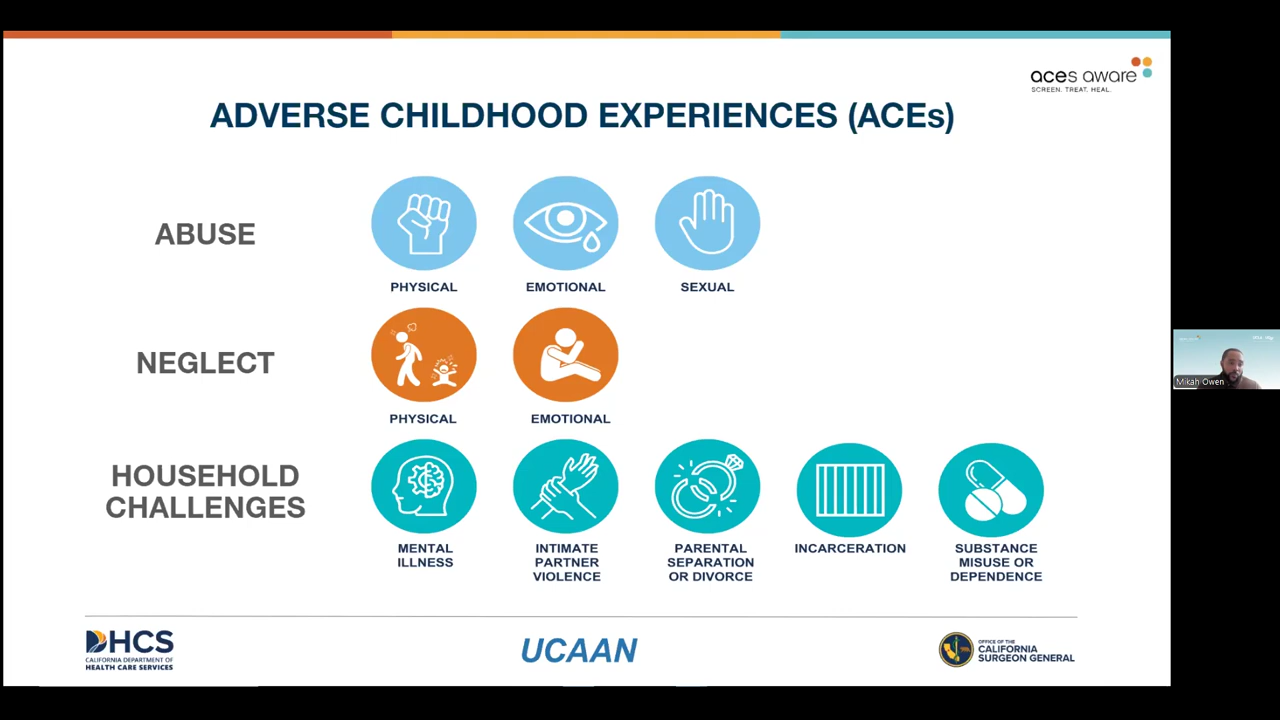 aces aware
SCREEN. TREAT. HEAL.
ADVERSE CHILDHOOD EXPERIENCES (ACEs)
ABUSE
PHYSICAL
EMOTIONAL
SEXUAL
NEGLECT
PHYSICAL
EMOTIONAL
HOUSEHOLD
CHALLENGES
MENTAL
ILLNESS
INTIMATE
PARTNER
VIOLENCE
PARENTAL
SEPARATION
OR DIVORCE
INCARCERATION
SUBSTANCE
MISUSE OR
DEPENDENCE
DHCS
CALIFORNIA DEPARTMENT OF
HEALTH CARE SERVICES
UCAAN
OFFICE OF THE
CALIFORNIA
SURGEON GENERAL
Mikah Owen